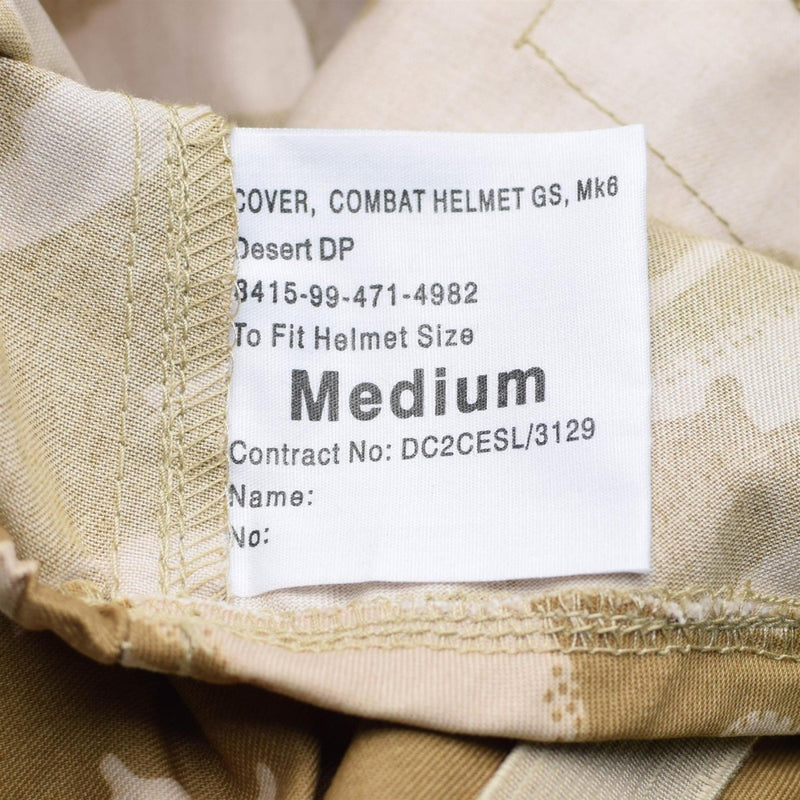 COVER, COMBAT HELMET GS, Mk6
Desert DP
8415-99-471-4982
To Fit Helmet Size
Medium
Contract No: DC2CESL/3129
Name:
No: